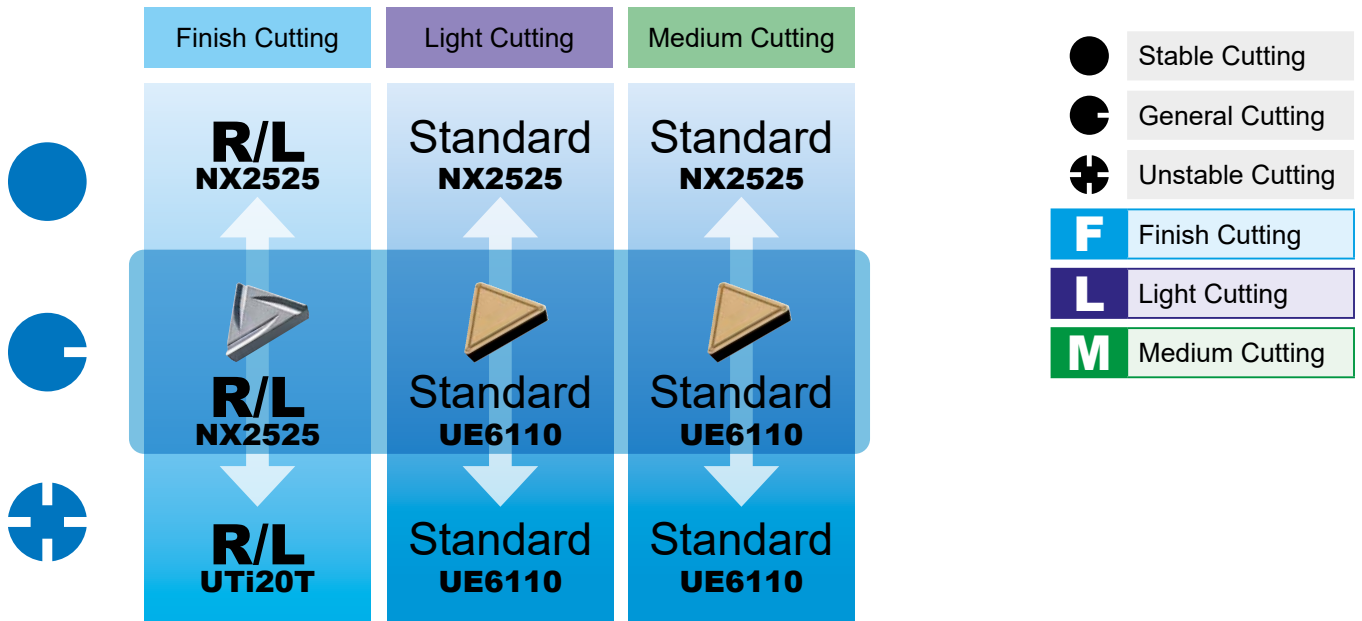 Finish Cutting
Light Cutting
Medium Cutting
R/L
NX2525
Standard
NX2525
Standard
NX2525
R/L
NX2525
Standard
UE6110
Standard
UE6110
R/L
UTi20T
Standard
UE6110
Standard
UE6110
Stable Cutting
General Cutting
Unstable Cutting
F Finish Cutting
L Light Cutting
M Medium Cutting